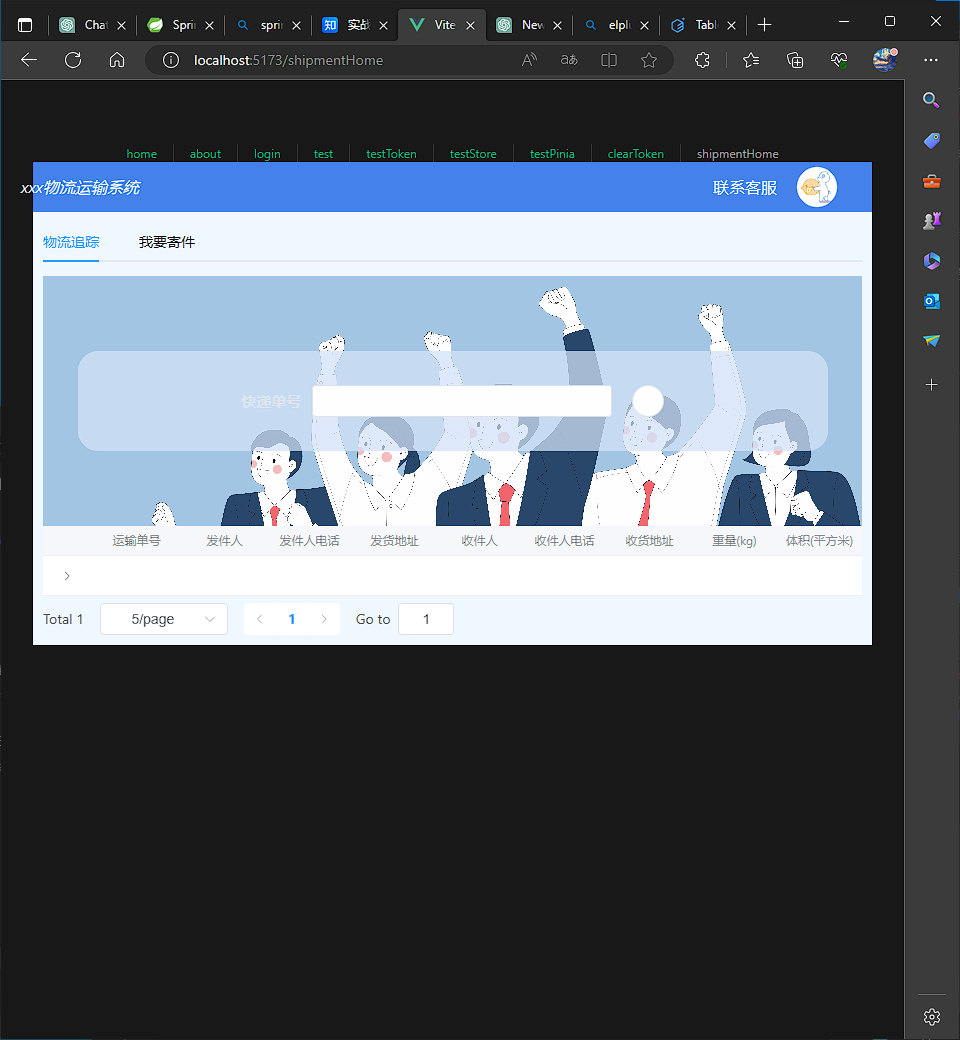 Chat Spri spri 知 实战 Vite New elpl Tabl
localhost:5173/shipmentHome
home about login test testToken testStore testPinia clearToken shipmentHome
xxx物流运输系统 联系客服
物流追踪 我要寄件
快递单号
运输单号 发件人 发件人电话 发货地址 收件人 收件人电话 收货地址 重量(kg) 体积(平方米)
Total 1 5/page 1 Go to 1